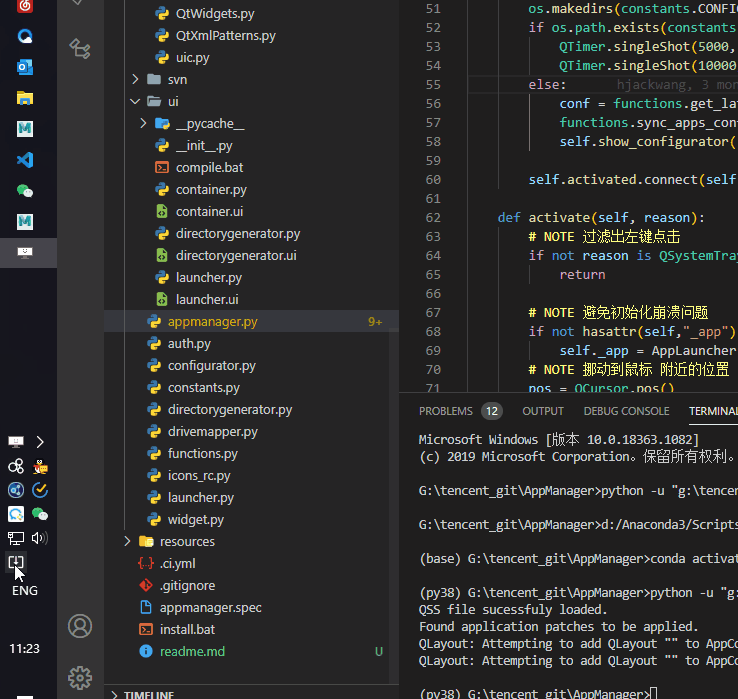 QtWidgets.py
QtXmlPatterns.py
uic.py
svn
ui
__pycache__
__init__.py
compile.bat
container.py
container.ui
directorygenerator.py
directorygenerator.ui
launcher.py
launcher.ui
appmanager.py 9+
auth.py
configurator.py
constants.py
directorygenerator.py
drivemapper.py
functions.py
icons_rc.py
launcher.py
widget.py
resources
.ci.yml
.gitignore
appmanager.spec
install.bat
readme.md U
TIMELINE
ENG
11:23
51 os.makedirs(constants.CONFI
52 if os.path.exists(constants
53 QTimer.singleShot(5000,
54 QTimer.singleShot(10000
55 else: hjackwang, 3 mon
56 conf = functions.get_la
57 functions.sync_apps_con
58 self.show_configurator(
59
60 self.activated.connect(self
61
62 def activate(self, reason):
63 # NOTE 过滤出左键点击
64 if not reason is QSystemTra
65 return
66
67 # NOTE 避免初始化崩溃问题
68 if not hasattr(self,"_app")
69 self._app = AppLauncher
70 # NOTE 挪动到鼠标 附近的位置
71 pos = QCursor.pos()
PROBLEMS 12 OUTPUT DEBUG CONSOLE TERMINAL
Microsoft Windows [版本 10.0.18363.1082]
(c) 2019 Microsoft Corporation。保留所有权利。
G:\tencent_git\AppManager>python -u "g:\tencen
G:\tencent_git\AppManager>d:/Anaconda3/Scripts
(base) G:\tencent_git\AppManager>conda activat
(py38) G:\tencent_git\AppManager>python -u "g:
QSS file sucessfuly loaded.
Found application patches to be applied.
QLayout: Attempting to add QLayout "" to AppCo
QLayout: Attempting to add QLayout "" to AppCo
(py38) G:\tencent_git\AppManager>